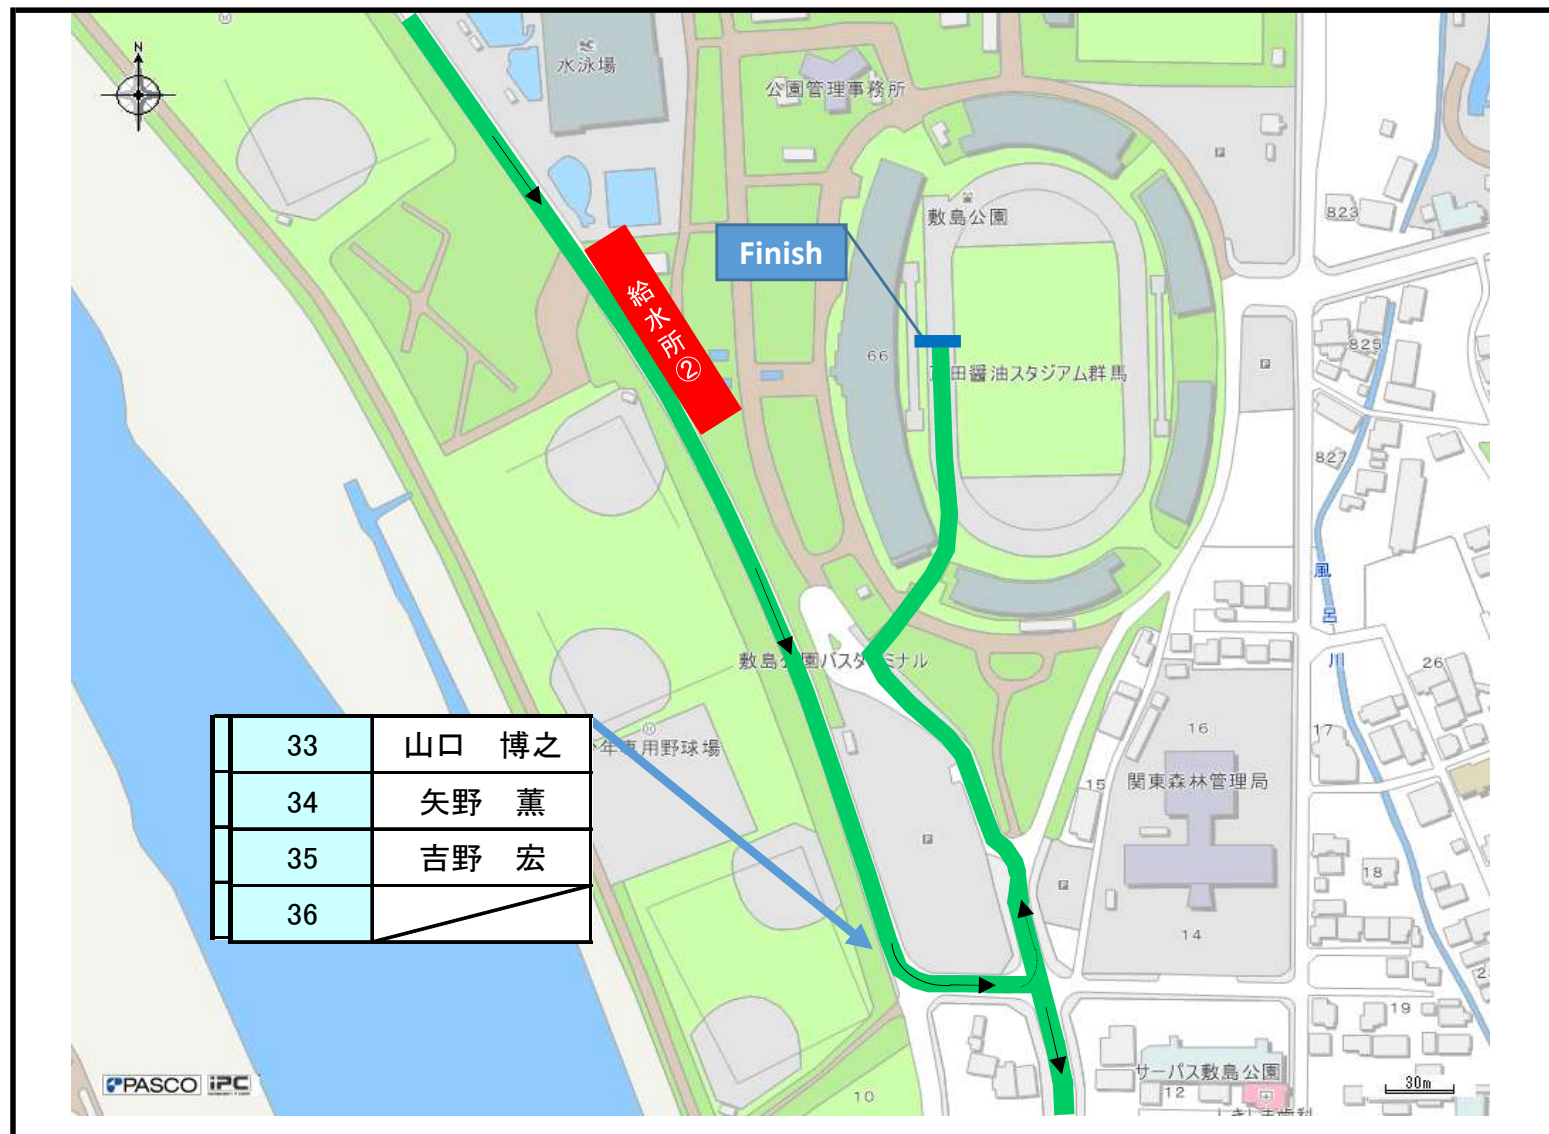 N
水泳場
公園管理事務所
823
敷島公園
Finish
給水所②
825
66
田醤油スタジアム群馬
827
風呂川
敷島公園バスターミナル
26
33 山口 博之
34 矢野 薫
35 吉野 宏
36
年専用野球場
16
17
関東森林管理局
15
18
14
19
サーパス敷島公園
12
10
30m
PASCO iPC